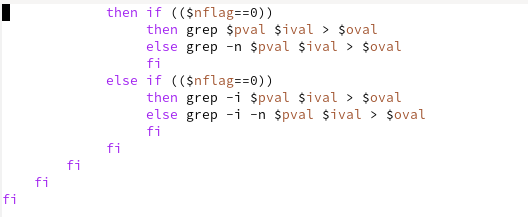 then if (($nflag==0))
then grep $pval $ival > $oval
else grep -n $pval $ival > $oval
fi
else if (($nflag==0))
then grep -i $pval $ival > $oval
else grep -i -n $pval $ival > $oval
fi
fi
fi
fi
fi